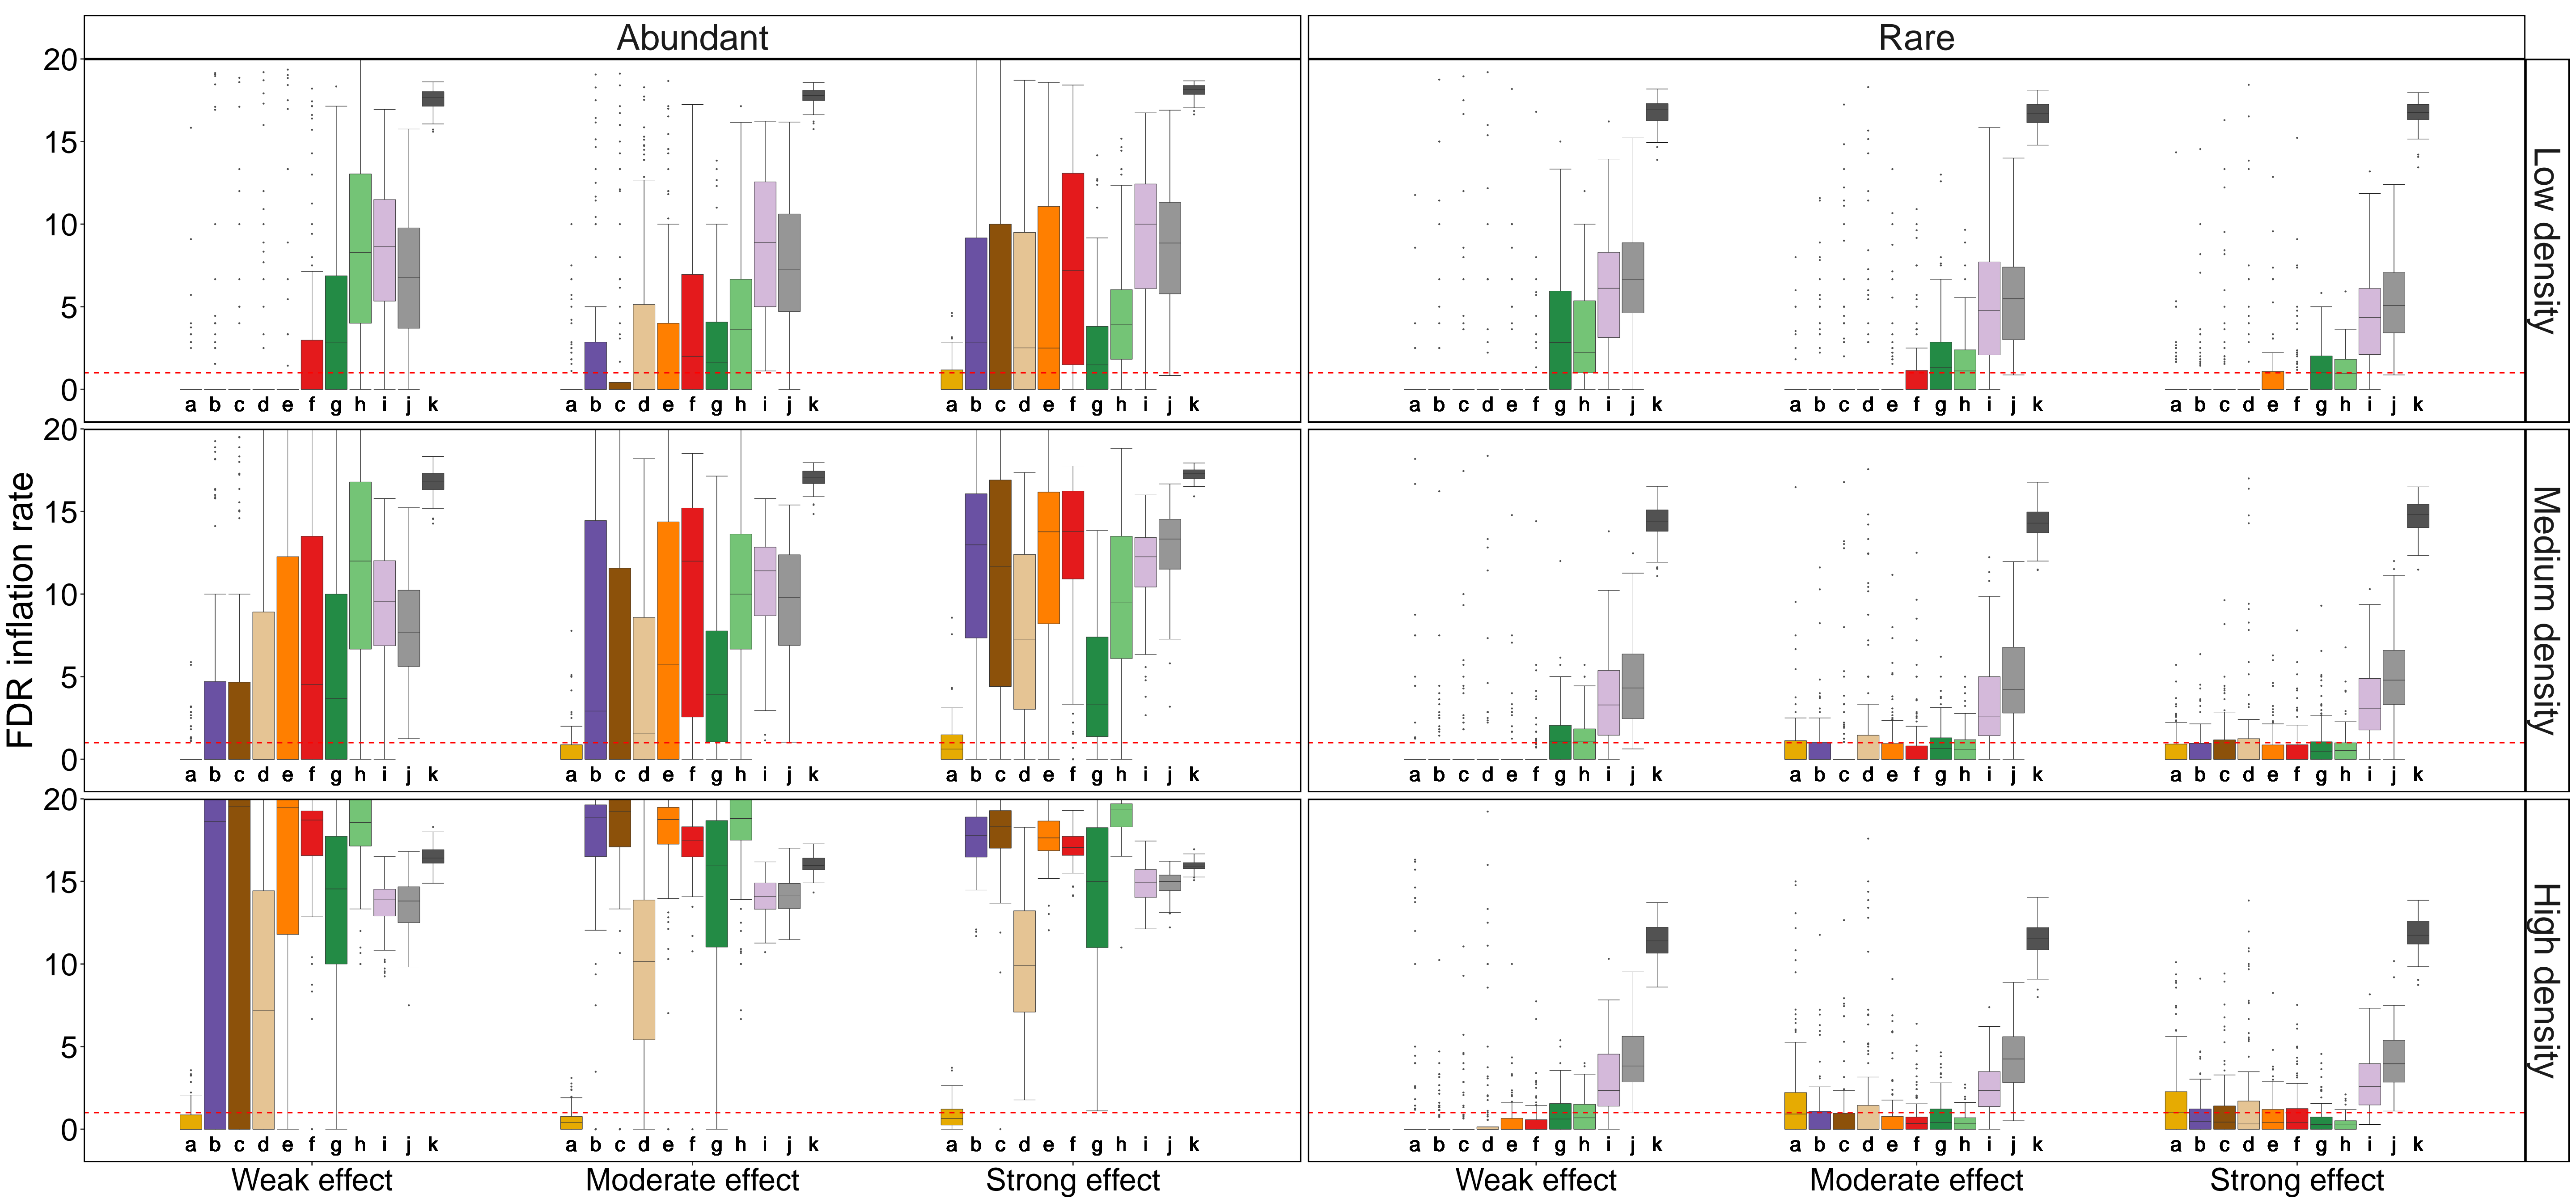 Abundant
Rare
FDR inflation rate
20
15
10
5
0
a b c d e f g h i j k
a b c d e f g h i j k
a b c d e f g h i j k
a b c d e f g h i j k
a b c d e f g h i j k
a b c d e f g h i j k
Low density
20
15
10
5
0
a b c d e f g h i j k
a b c d e f g h i j k
a b c d e f g h i j k
a b c d e f g h i j k
a b c d e f g h i j k
a b c d e f g h i j k
Medium density
20
15
10
5
0
a b c d e f g h i j k
a b c d e f g h i j k
a b c d e f g h i j k
a b c d e f g h i j k
a b c d e f g h i j k
a b c d e f g h i j k
High density
Weak effect
Moderate effect
Strong effect
Weak effect
Moderate effect
Strong effect